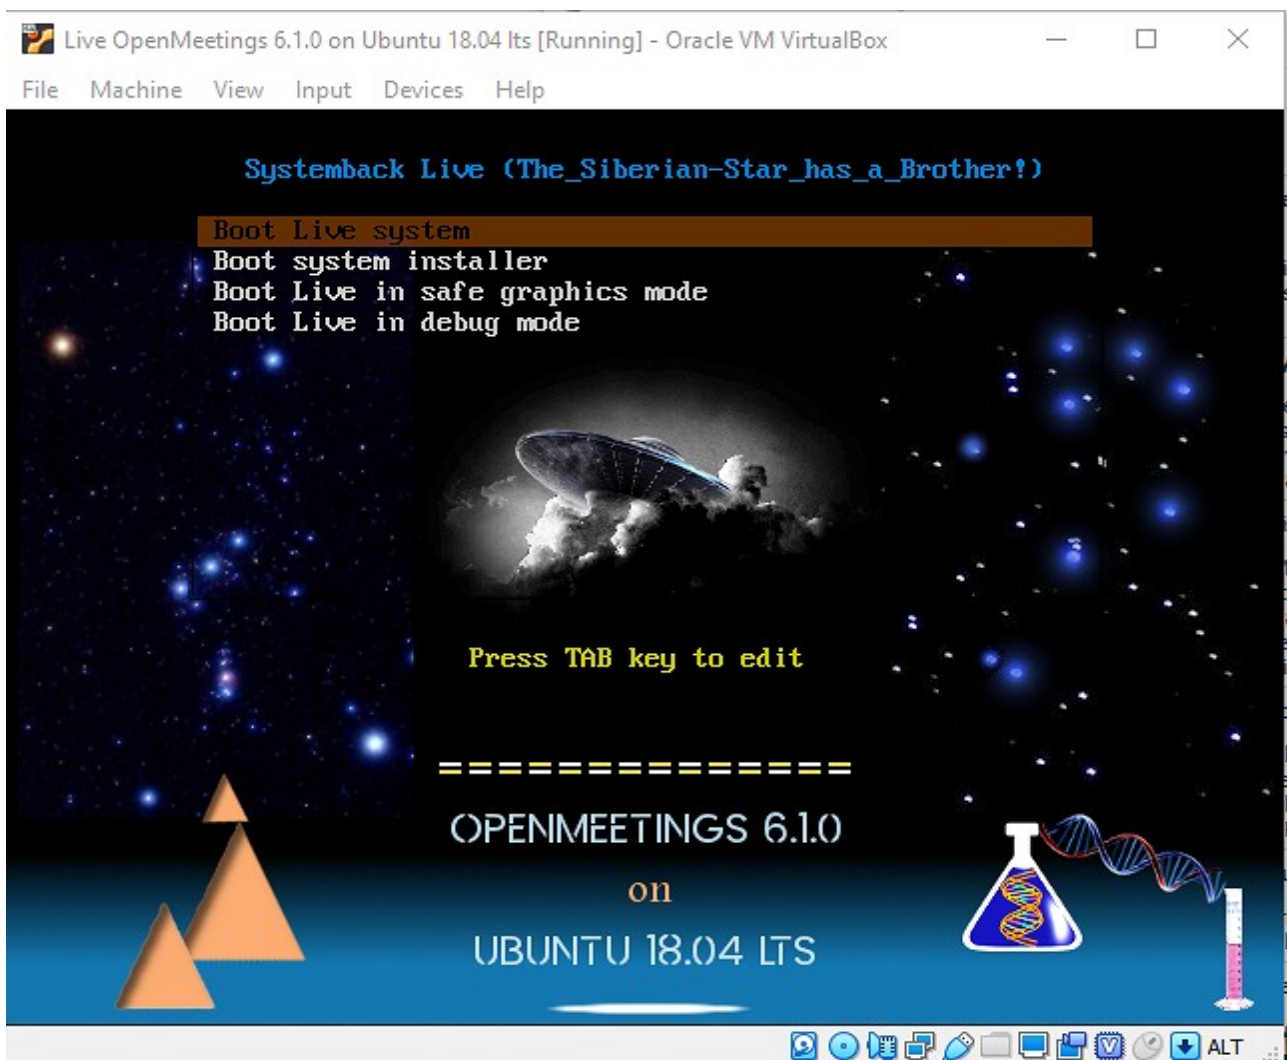 Live OpenMeetings 6.1.0 on Ubuntu 18.04 lts [Running] - Oracle VM VirtualBox
File Machine View Input Devices Help
Systemback Live (The_Siberian-Star_has_a_Brother!)
Boot Live system
Boot system installer
Boot Live in safe graphics mode
Boot Live in debug mode
Press TAB key to edit
==============
OPENMEETINGS 6.1.0
on
UBUNTU 18.04 LTS
ALT